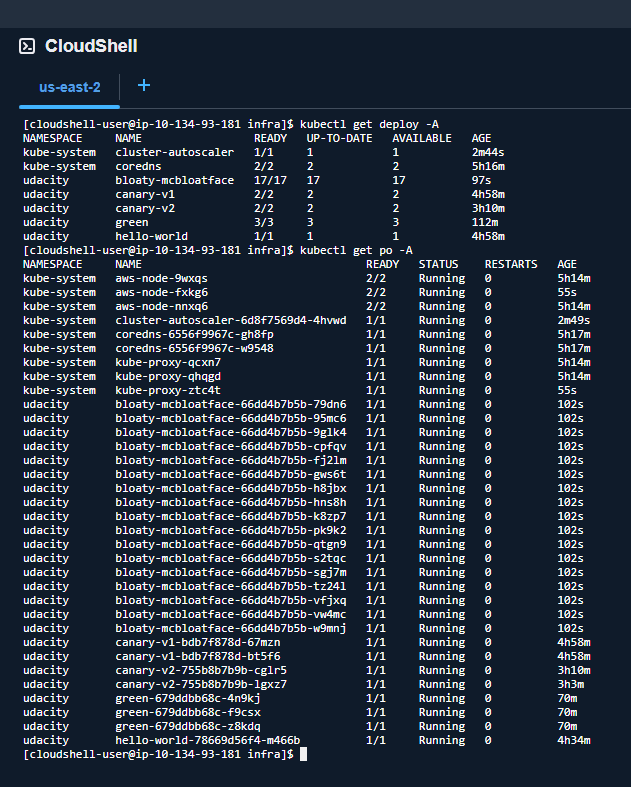 CloudShell
us-east-2 +
[cloudshell-user@ip-10-134-93-181 infra]$ kubectl get deploy -A
NAMESPACE NAME READY UP-TO-DATE AVAILABLE AGE
kube-system cluster-autoscaler 1/1 1 1 2m44s
kube-system coredns 2/2 2 2 5h16m
udacity bloaty-mcbloatface 17/17 17 17 97s
udacity canary-v1 2/2 2 2 4h58m
udacity canary-v2 2/2 2 2 3h10m
udacity green 3/3 3 3 112m
udacity hello-world 1/1 1 1 4h58m
[cloudshell-user@ip-10-134-93-181 infra]$ kubectl get po -A
NAMESPACE NAME READY STATUS RESTARTS AGE
kube-system aws-node-9wxqs 2/2 Running 0 5h14m
kube-system aws-node-fxkg6 2/2 Running 0 55s
kube-system aws-node-nnxq6 2/2 Running 0 5h14m
kube-system cluster-autoscaler-6d8f7569d4-4hvwd 1/1 Running 0 2m49s
kube-system coredns-6556f9967c-gh8fp 1/1 Running 0 5h17m
kube-system coredns-6556f9967c-w9548 1/1 Running 0 5h17m
kube-system kube-proxy-qcxn7 1/1 Running 0 5h14m
kube-system kube-proxy-qhqgd 1/1 Running 0 5h14m
kube-system kube-proxy-ztc4t 1/1 Running 0 55s
udacity bloaty-mcbloatface-66dd4b7b5b-79dn6 1/1 Running 0 102s
udacity bloaty-mcbloatface-66dd4b7b5b-95mc6 1/1 Running 0 102s
udacity bloaty-mcbloatface-66dd4b7b5b-9glk4 1/1 Running 0 102s
udacity bloaty-mcbloatface-66dd4b7b5b-cpfqv 1/1 Running 0 102s
udacity bloaty-mcbloatface-66dd4b7b5b-fj2lm 1/1 Running 0 102s
udacity bloaty-mcbloatface-66dd4b7b5b-gws6t 1/1 Running 0 102s
udacity bloaty-mcbloatface-66dd4b7b5b-h8jbx 1/1 Running 0 102s
udacity bloaty-mcbloatface-66dd4b7b5b-hns8h 1/1 Running 0 102s
udacity bloaty-mcbloatface-66dd4b7b5b-k8zp7 1/1 Running 0 102s
udacity bloaty-mcbloatface-66dd4b7b5b-pk9k2 1/1 Running 0 102s
udacity bloaty-mcbloatface-66dd4b7b5b-qtgn9 1/1 Running 0 102s
udacity bloaty-mcbloatface-66dd4b7b5b-s2tqc 1/1 Running 0 102s
udacity bloaty-mcbloatface-66dd4b7b5b-sgj7m 1/1 Running 0 102s
udacity bloaty-mcbloatface-66dd4b7b5b-tz24l 1/1 Running 0 102s
udacity bloaty-mcbloatface-66dd4b7b5b-vfjxq 1/1 Running 0 102s
udacity bloaty-mcbloatface-66dd4b7b5b-vw4mc 1/1 Running 0 102s
udacity bloaty-mcbloatface-66dd4b7b5b-w9mnj 1/1 Running 0 102s
udacity canary-v1-bdb7f878d-67mzn 1/1 Running 0 4h58m
udacity canary-v1-bdb7f878d-bt5f6 1/1 Running 0 4h58m
udacity canary-v2-755b8b7b9b-cglr5 1/1 Running 0 3h10m
udacity canary-v2-755b8b7b9b-lgxz7 1/1 Running 0 3h3m
udacity green-679ddbb68c-4n9kj 1/1 Running 0 70m
udacity green-679ddbb68c-f9csx 1/1 Running 0 70m
udacity green-679ddbb68c-z8kdq 1/1 Running 0 70m
udacity hello-world-78669d56f4-m466b 1/1 Running 0 4h34m
[cloudshell-user@ip-10-134-93-181 infra]$